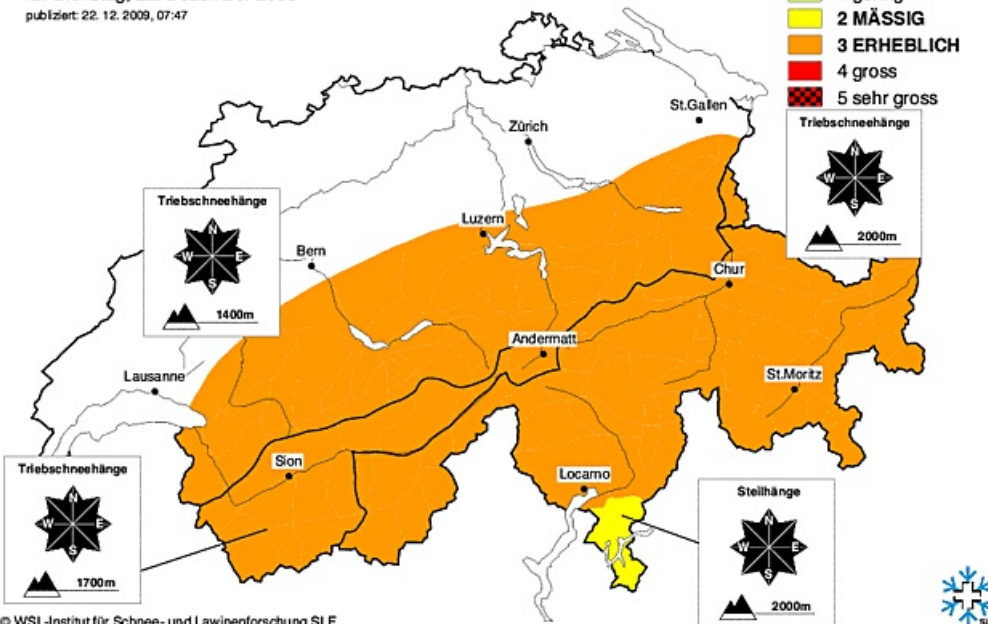 publiziert: 22. 12. 2009, 07:47
2 MÄSSIG
3 ERHEBLICH
4 gross
5 sehr gross
St.Gallen
Zürich
Triebschneehänge
N
W E
S
2000m
Triebschneehänge
N
W E
S
1400m
Luzern
Bern
Chur
Andermatt
Lausanne
St.Moritz
Triebschneehänge
N
W E
S
1700m
Sion
Locarno
Steilhänge
N
W E
S
2000m
© WSL-Institut für Schnee- und Lawinenforschung SLF